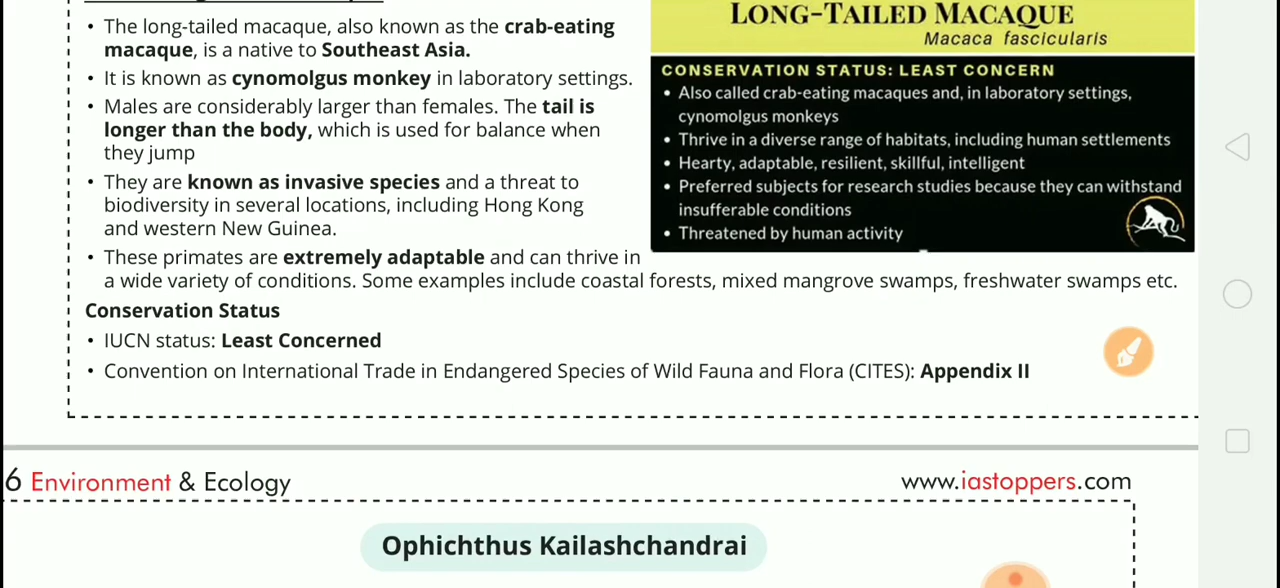 • The long-tailed macaque, also known as the crab-eating
macaque, is a native to Southeast Asia.
• It is known as cynomolgus monkey in laboratory settings.
• Males are considerably larger than females. The tail is
longer than the body, which is used for balance when
they jump
• They are known as invasive species and a threat to
biodiversity in several locations, including Hong Kong
and western New Guinea.
• These primates are extremely adaptable and can thrive in
a wide variety of conditions. Some examples include coastal forests, mixed mangrove swamps, freshwater swamps etc.
LONG-TAILED MACAQUE
Macaca fascicularis
CONSERVATION STATUS: LEAST CONCERN
• Also called crab-eating macaques and, in laboratory settings,
cynomolgus monkeys
• Thrive in a diverse range of habitats, including human settlements
• Hearty, adaptable, resilient, skillful, intelligent
• Preferred subjects for research studies because they can withstand
insufferable conditions
• Threatened by human activity
Conservation Status
• IUCN status: Least Concerned
• Convention on International Trade in Endangered Species of Wild Fauna and Flora (CITES): Appendix II
6 Environment & Ecology
www.iastoppers.com
Ophichthus Kailashchandrai